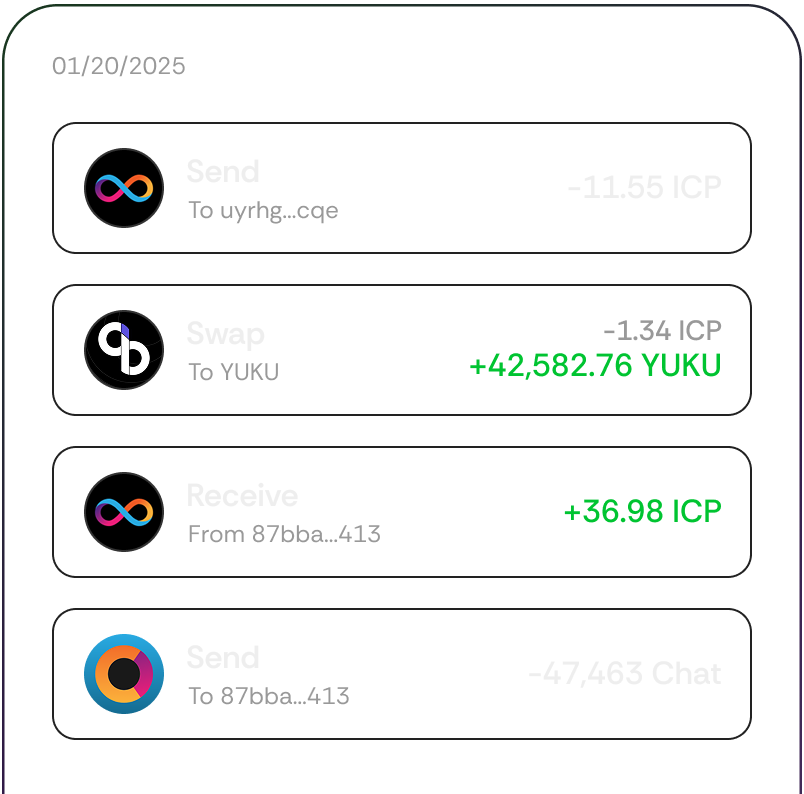 01/20/2025
Send
-11.55 ICP
To uyrhg...cqe
Swap
-1.34 ICP
To YUKU
+42,582.76 YUKU
Receive
+36.98 ICP
From 87bba...413
Send
-47,463 Chat
To 87bba...413